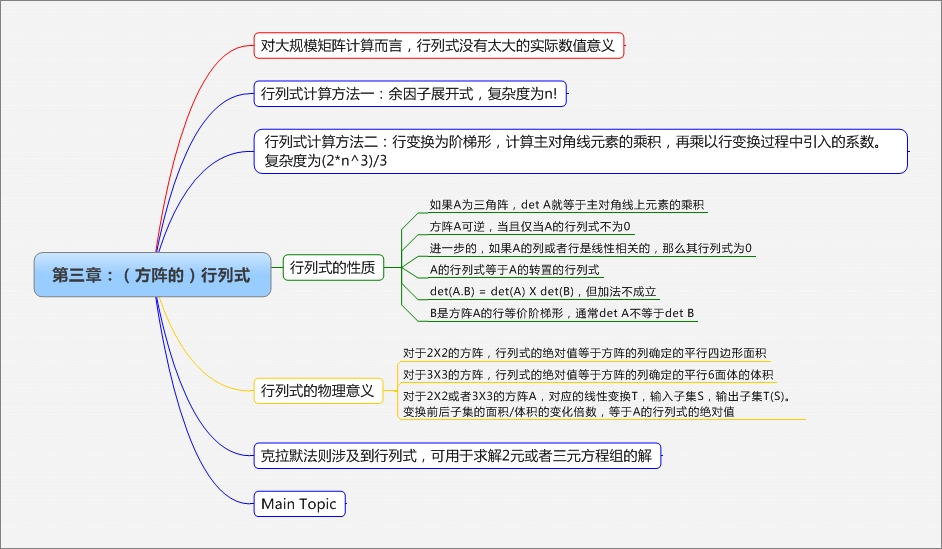 对大规模矩阵计算而言，行列式没有太大的实际数值意义
行列式计算方法一：余因子展开式，复杂度为n!
行列式计算方法二：行变换为阶梯形，计算主对角线元素的乘积，再乘以行变换过程中引入的系数。
复杂度为(2*n^3)/3
第三章：（方阵的）行列式
行列式的性质
如果A为三角阵，det A就等于主对角线上元素的乘积
方阵A可逆，当且仅当A的行列式不为0
进一步的，如果A的列或者行是线性相关的，那么其行列式为0
A的行列式等于A的转置的行列式
det(A.B) = det(A) X det(B)，但加法不成立
B是方阵A的行等价阶梯形，通常det A不等于det B
行列式的物理意义
对于2X2的方阵，行列式的绝对值等于方阵的列确定的平行四边形面积
对于3X3的方阵，行列式的绝对值等于方阵的列确定的平行6面体的体积
对于2X2或者3X3的方阵A，对应的线性变换T，输入子集S，输出子集T(S)。
变换前后子集的面积/体积的变化倍数，等于A的行列式的绝对值
克拉默法则涉及到行列式，可用于求解2元或者三元方程组的解
Main Topic